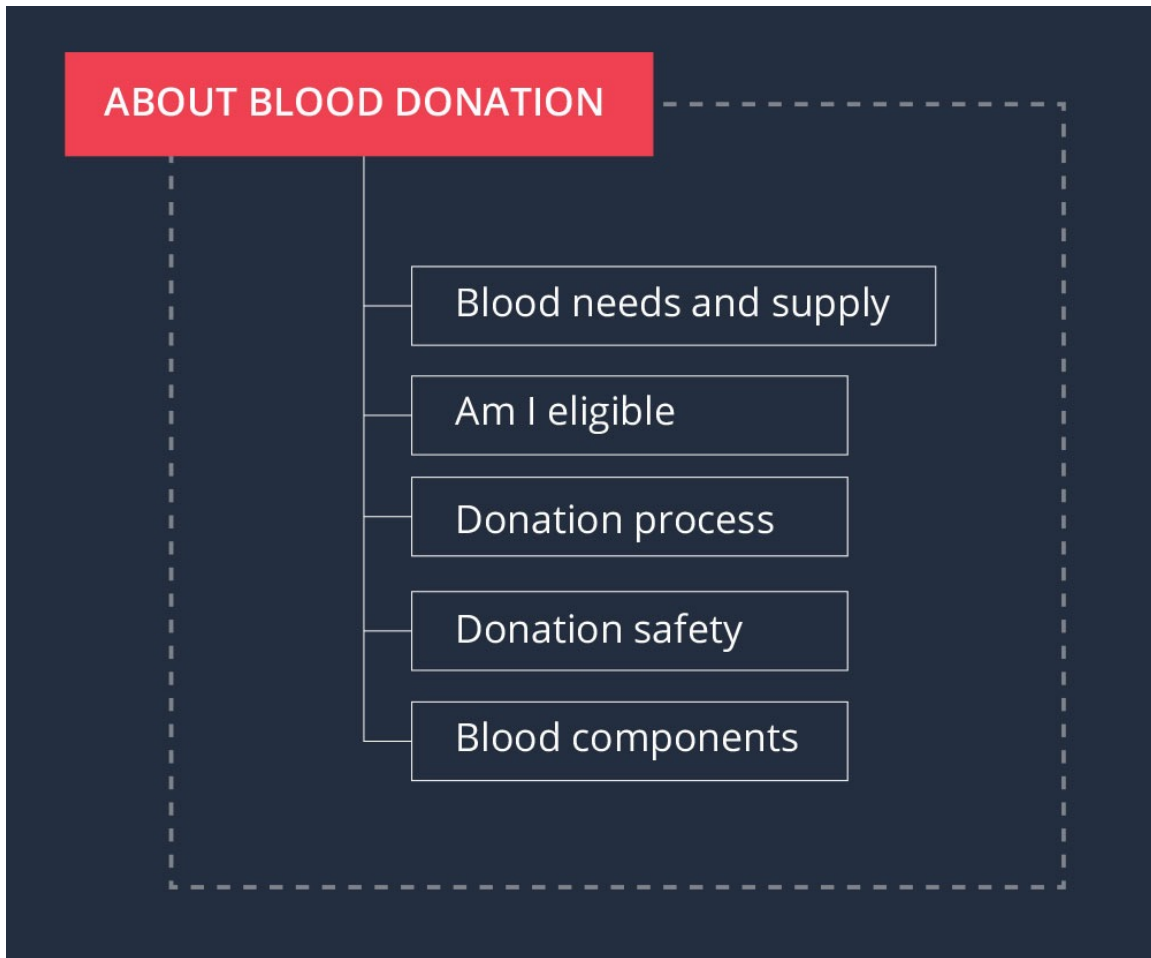 ABOUT BLOOD DONATION
Blood needs and supply
Am I eligible
Donation process
Donation safety
Blood components